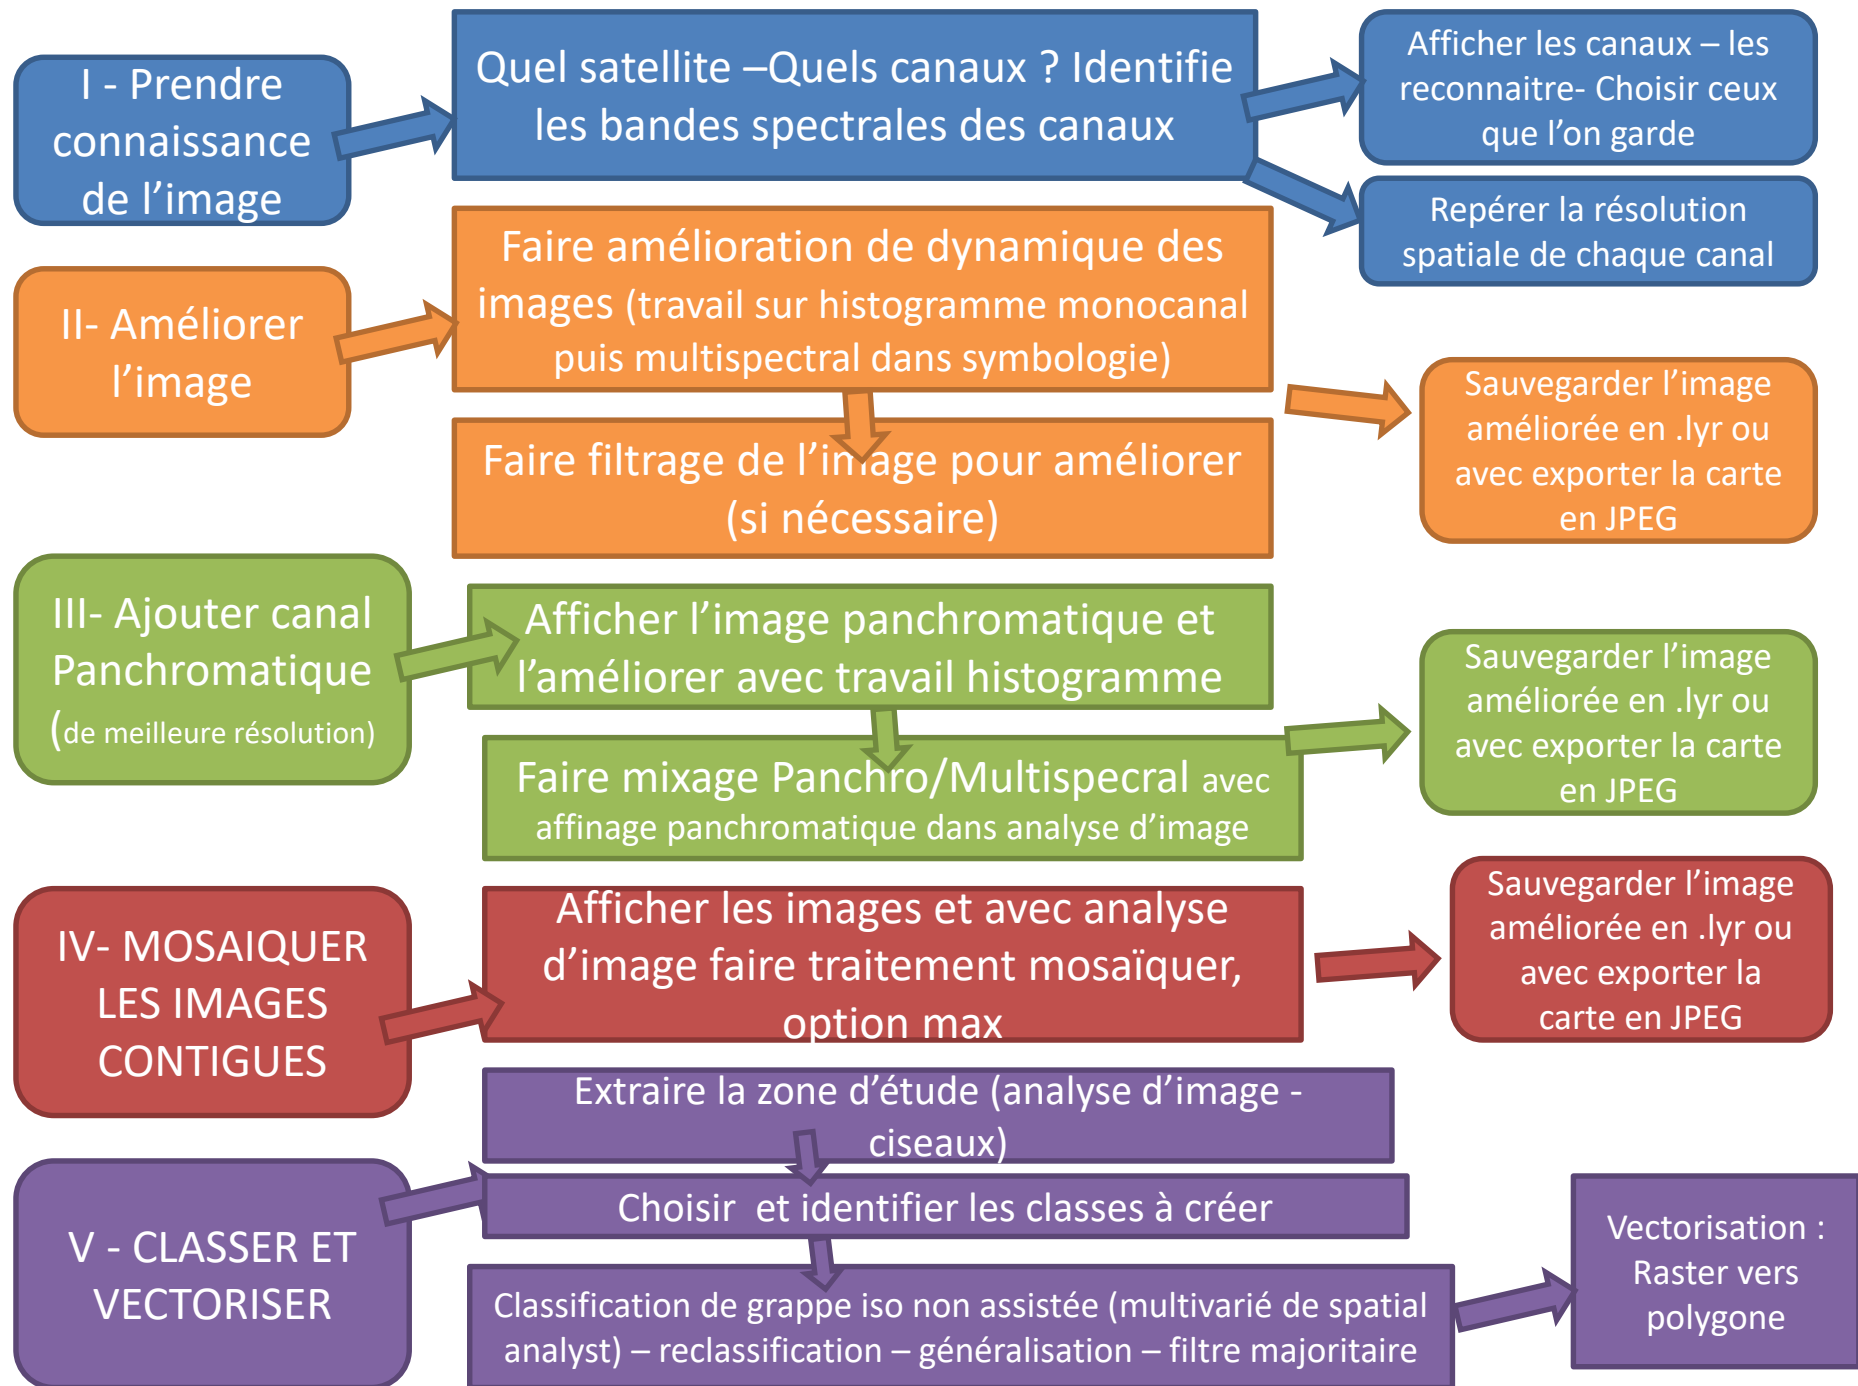 I - Prendre
connaissance
de l’image
Quel satellite –Quels canaux ? Identifie
les bandes spectrales des canaux
Afficher les canaux – les
reconnaitre- Choisir ceux
que l’on garde
Repérer la résolution
spatiale de chaque canal
II- Améliorer
l’image
Faire amélioration de dynamique des
images (travail sur histogramme monocanal
puis multispectral dans symbologie)
Faire filtrage de l’image pour améliorer
(si nécessaire)
Sauvegarder l’image
améliorée en .lyr ou
avec exporter la carte
en JPEG
III- Ajouter canal
Panchromatique
(de meilleure résolution)
Afficher l’image panchromatique et
l’améliorer avec travail histogramme
Faire mixage Panchro/Multispecral avec
affinage panchromatique dans analyse d’image
Sauvegarder l’image
améliorée en .lyr ou
avec exporter la carte
en JPEG
IV- MOSAIQUER
LES IMAGES
CONTIGUES
Afficher les images et avec analyse
d’image faire traitement mosaïquer,
option max
Sauvegarder l’image
améliorée en .lyr ou
avec exporter la
carte en JPEG
V - CLASSER ET
VECTORISER
Extraire la zone d’étude (analyse d’image -
ciseaux)
Choisir  et identifier les classes à créer
Classification de grappe iso non assistée (multivarié de spatial
analyst) – reclassification – généralisation – filtre majoritaire
Vectorisation :
Raster vers
polygone